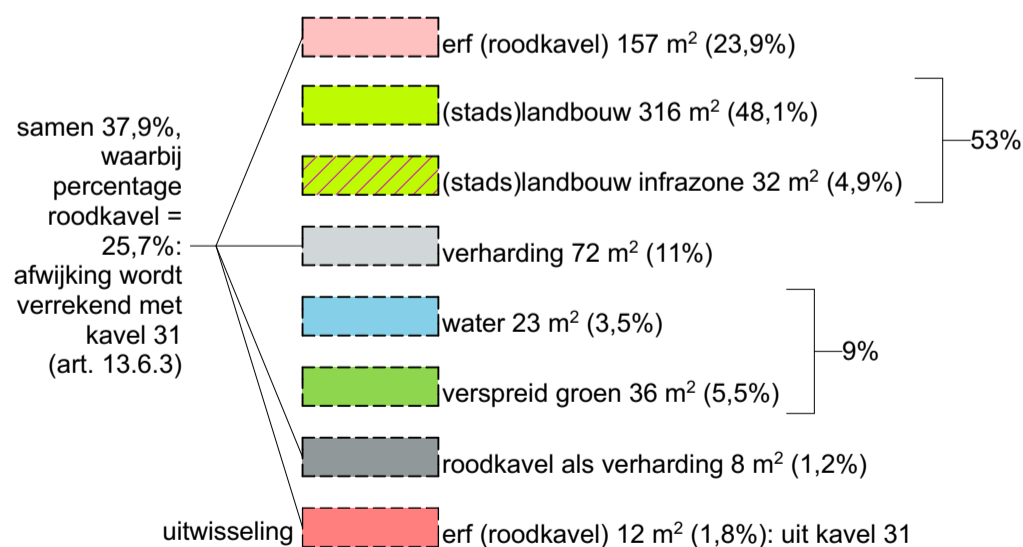 erf (roodkavel) 157 m² (23,9%)
(stads)landbouw 316 m² (48,1%)
(stads)landbouw infrazone 32 m² (4,9%)
53%
samen 37,9%,
waarbij
percentage
roodkavel =
25,7%:
afwijking wordt
verrekend met
kavel 31
(art. 13.6.3)
verharding 72 m² (11%)
water 23 m² (3,5%)
verspreid groen 36 m² (5,5%)
9%
roodkavel als verharding 8 m² (1,2%)
uitwisseling
erf (roodkavel) 12 m² (1,8%): uit kavel 31